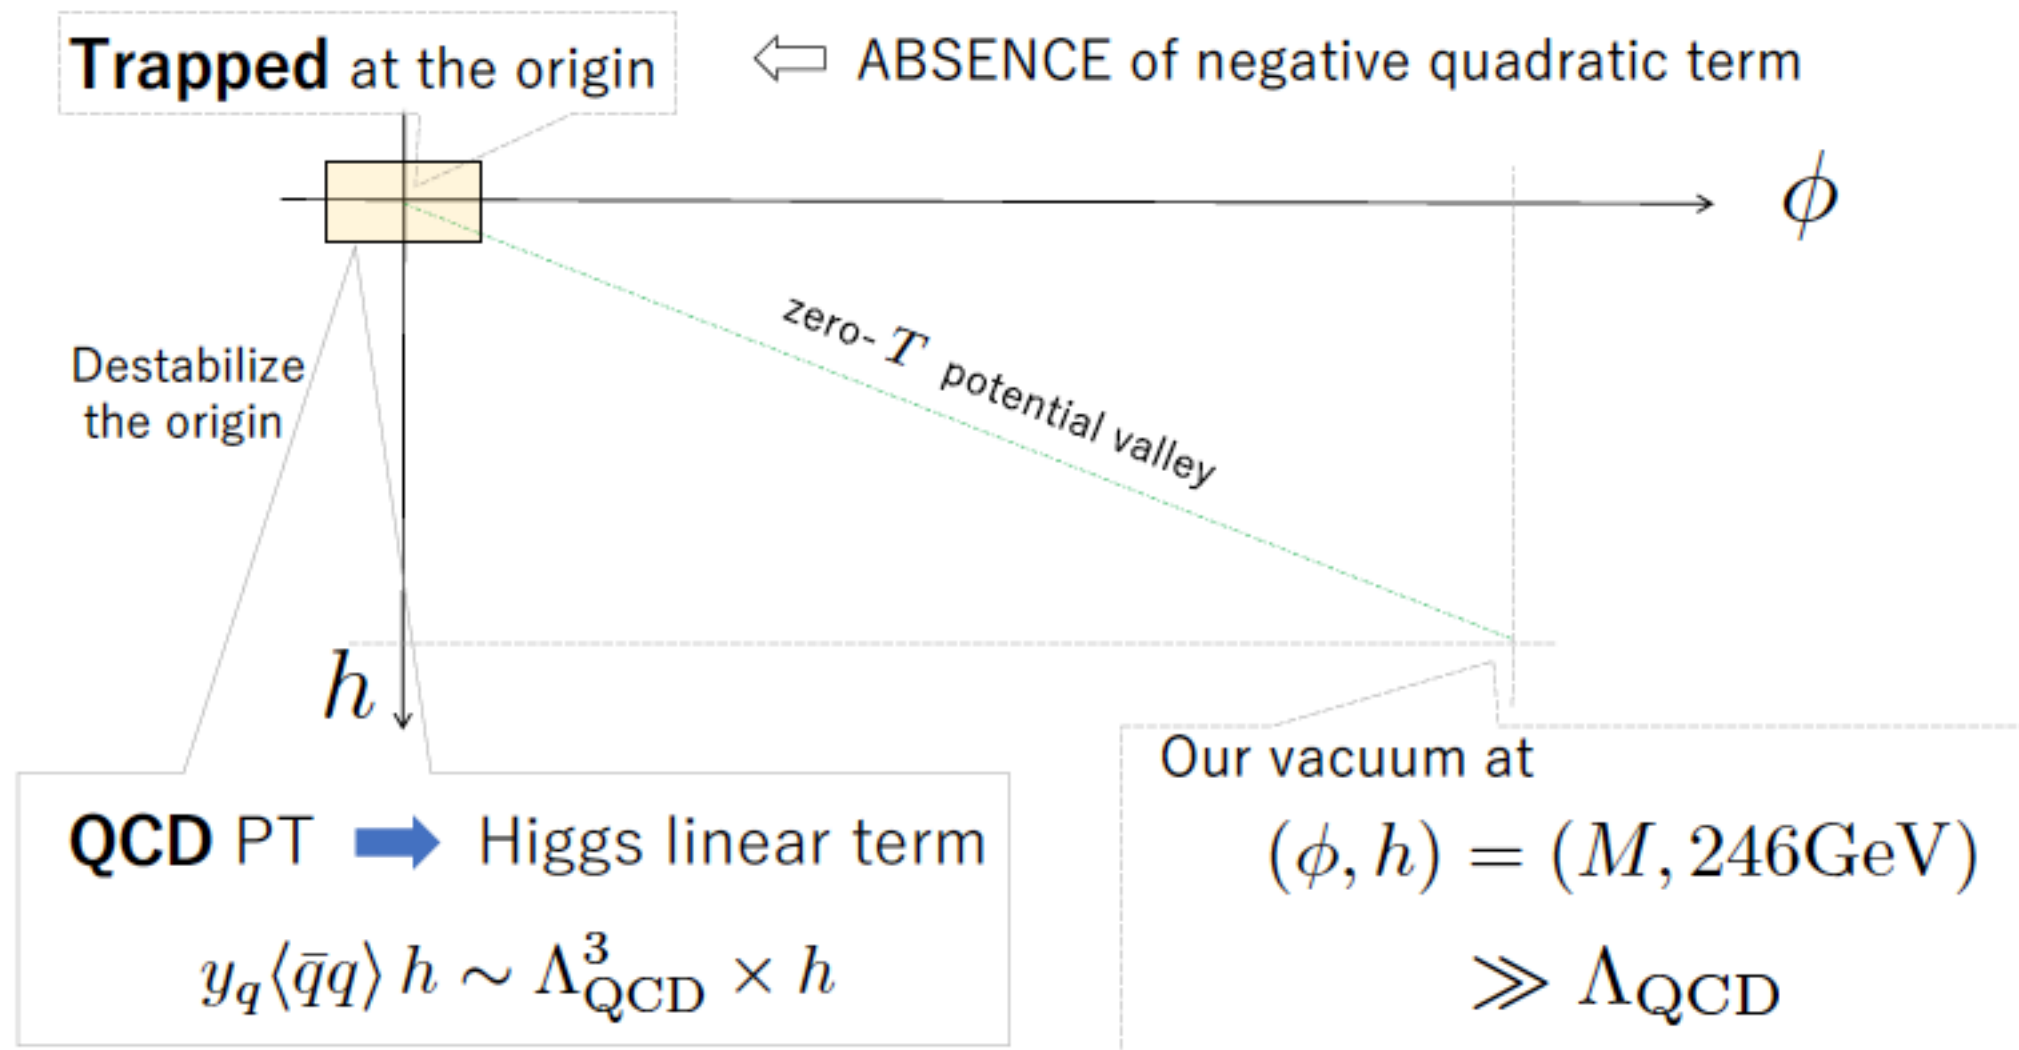 Trapped at the origin
ABSENCE of negative quadratic term
ϕ
zero- T potential valley
Destabilize
the origin
h
QCD PT
Higgs linear term
y_q⟨q̄q⟩ h ∼ Λ³_QCD × h
Our vacuum at
(ϕ, h) = (M, 246GeV)
≫ Λ_QCD